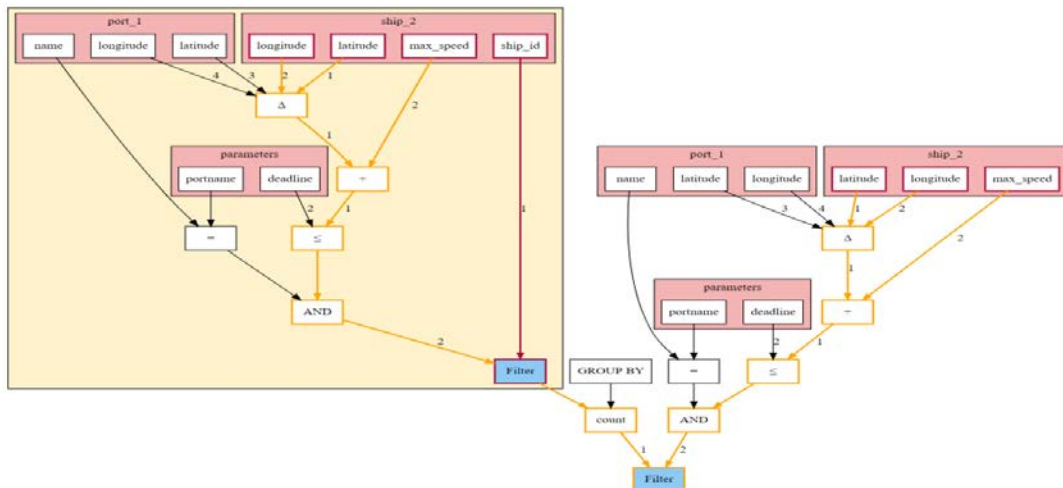 port_1 ship_2
name longitude latitude longitude latitude max_speed ship_id
4 3 2 1
Δ 2
1
parameters port_1 ship_2
portname deadline ÷ name latitude longitude latitude longitude max_speed
2 1 1 3 4 1 2
= ≤ Δ 2
1
parameters
AND portname deadline ÷
2 2 1
Filter GROUP BY = ≤
count AND
1 2
Filter